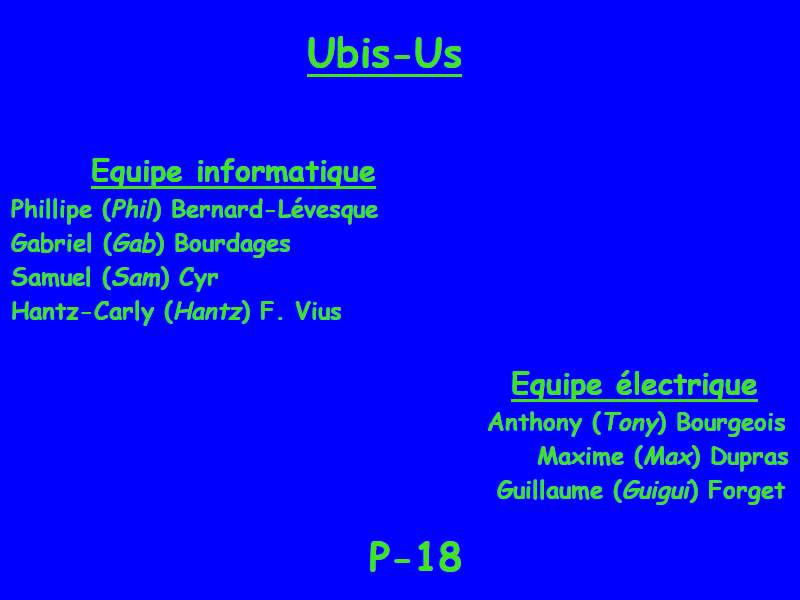 Ubis-Us
Equipe informatique
Phillipe (Phil) Bernard-Lévesque
Gabriel (Gab) Bourdages
Samuel (Sam) Cyr
Hantz-Carly (Hantz) F. Vius
Equipe électrique
Anthony (Tony) Bourgeois
Maxime (Max) Dupras
Guillaume (Guigui) Forget
P-18